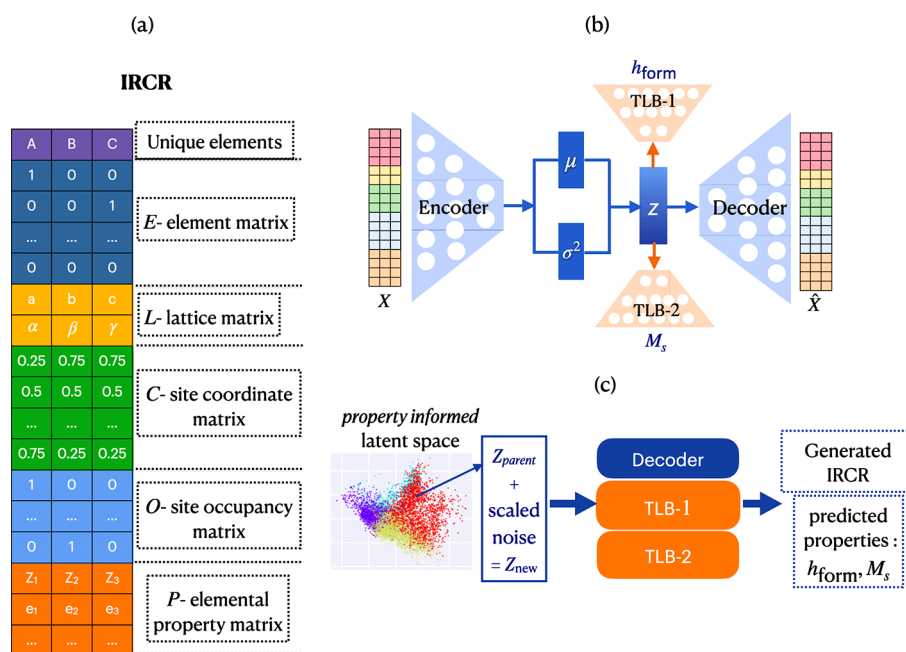 (a)
IRCR
A B C
Unique elements
1 0 0
0 0 1
... ... ...
0 0 0
E- element matrix
a b c
α β γ
L- lattice matrix
0.25 0.75 0.75
0.5 0.5 0.5
... ... ...
0.75 0.25 0.25
C- site coordinate
matrix
1 0 0
... ... ...
0 1 0
O- site occupancy
matrix
Z₁ Z₂ Z₃
e₁ e₂ e₃
... ... ...
P- elemental
property matrix
(b)
h_form
TLB-1
X
Encoder
μ
σ²
z
Decoder
X̂
TLB-2
M_s
(c)
property informed
latent space
Z_parent
+
scaled
noise
= Z_new
Decoder
TLB-1
TLB-2
Generated
IRCR
predicted
properties :
h_form, M_s